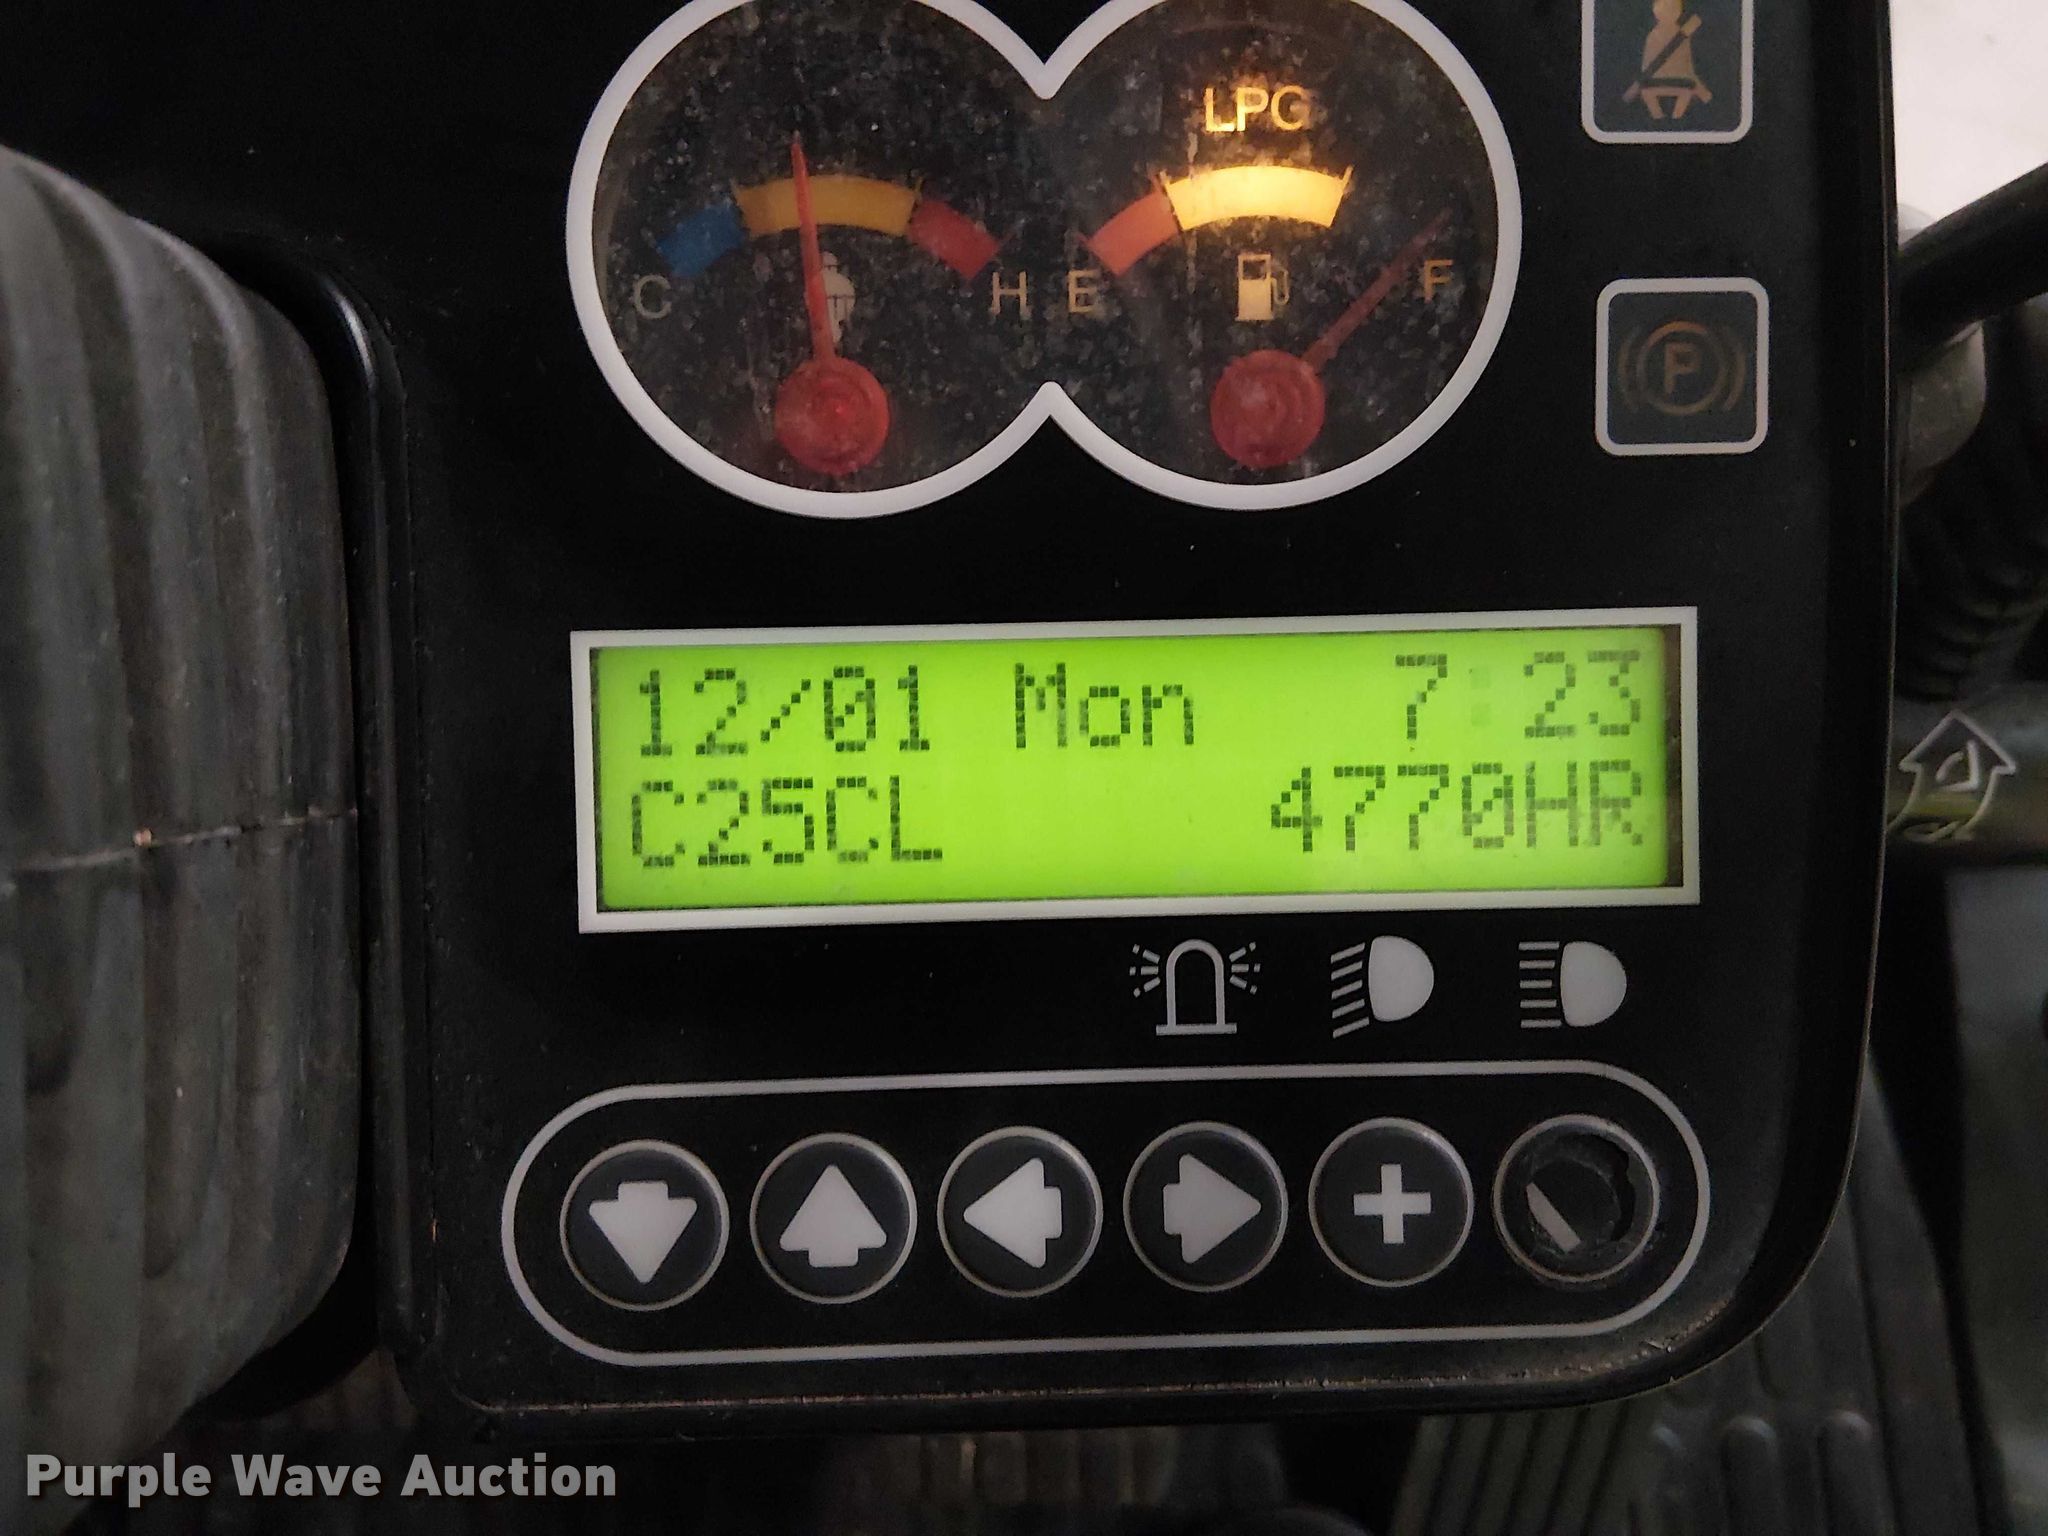 LPG
C H E F
P
12/01 Mon 7:23
C25CL 4770HR
Purple Wave Auction